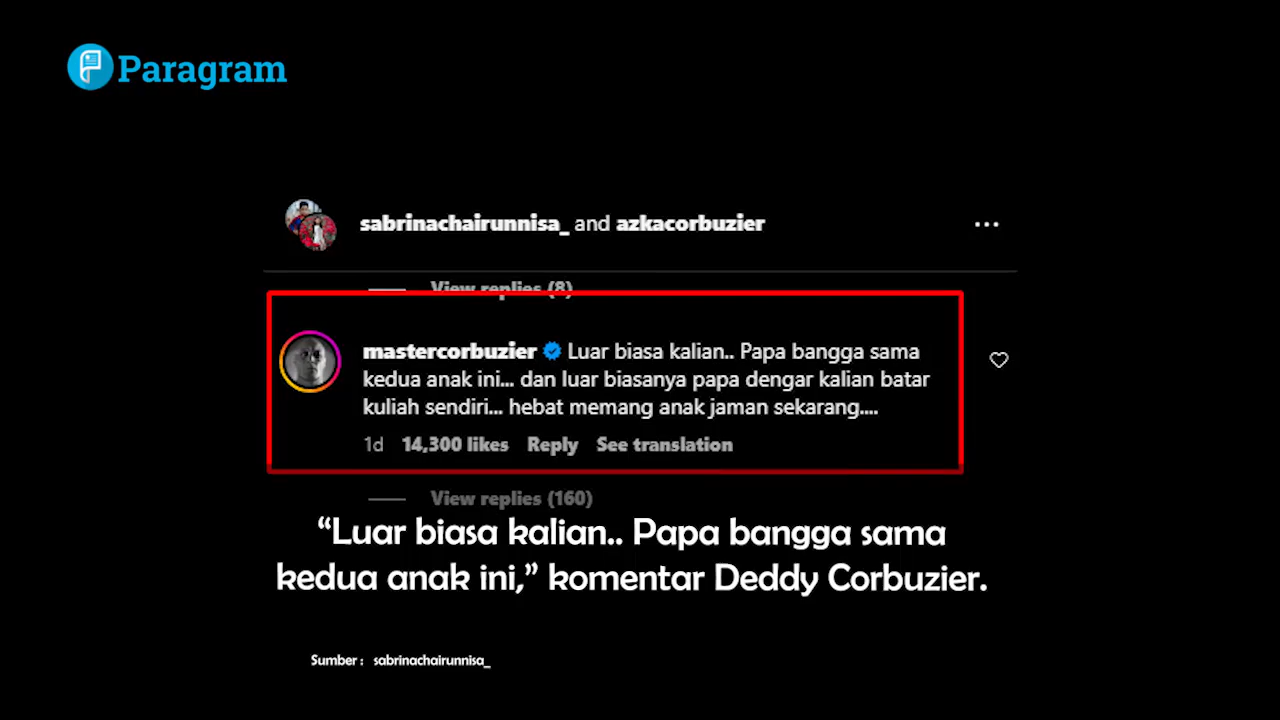 Paragram
sabrinachairunnisa_ and azkacorbuzier
View replies (8)
mastercorbuzier Luar biasa kalian.. Papa bangga sama
kedua anak ini... dan luar biasanya papa dengar kalian batar
kuliah sendiri... hebat memang anak jaman sekarang....
1d 14,300 likes Reply See translation
View replies (160)
“Luar biasa kalian.. Papa bangga sama
kedua anak ini,” komentar Deddy Corbuzier.
Sumber : sabrinachairunnisa_